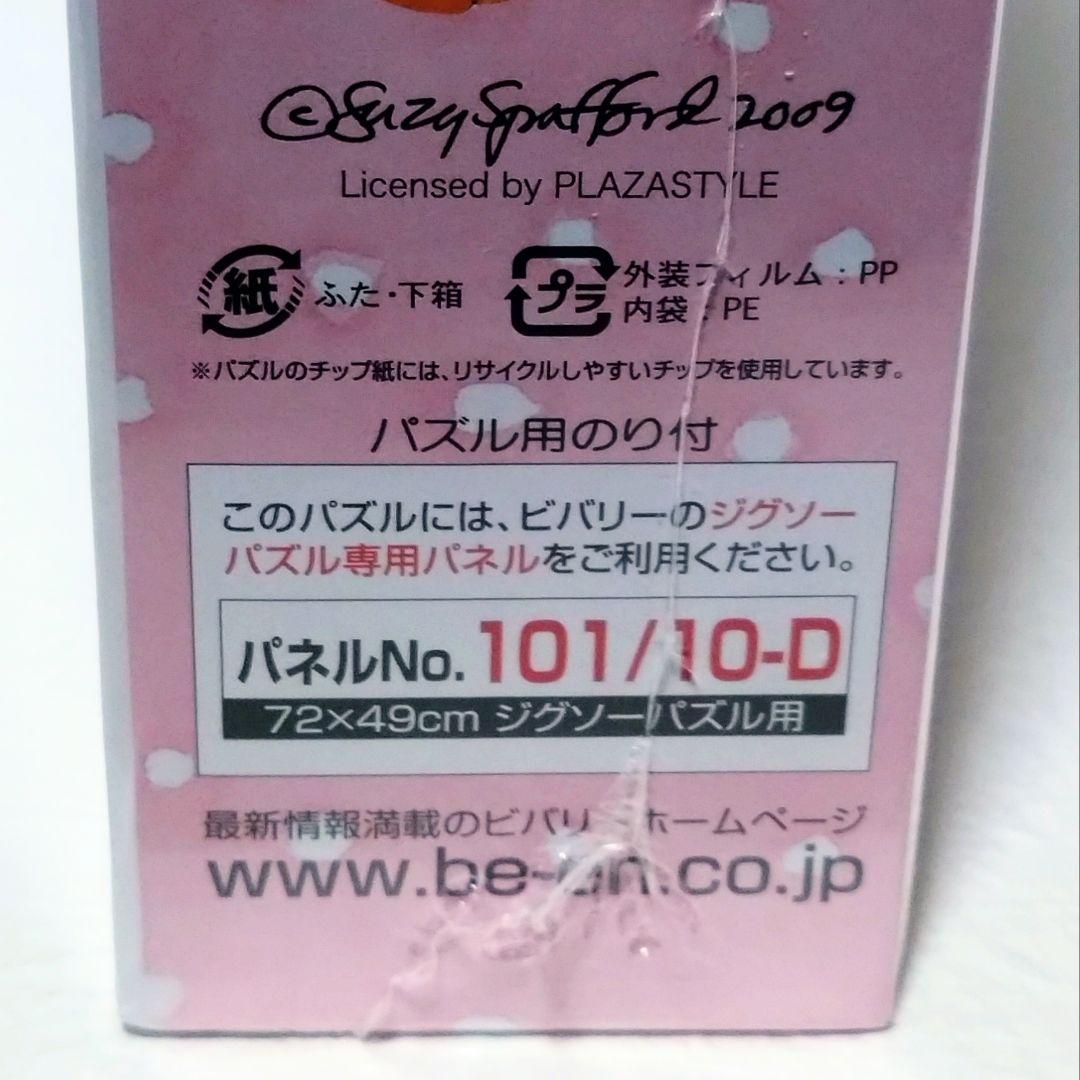 ©Suzy Spafford 2009
Licensed by PLAZASTYLE
紙 ふた・下箱
プラ 外装フィルム：PP
内袋：PE
※パズルのチップ紙には、リサイクルしやすいチップを使用しています。
パズル用のり付
このパズルには、ビバリーのジグソー
パズル専用パネルをご利用ください。
パネルNo. 101/10-D
72×49cm ジグソーパズル用
最新情報満載のビバリーホームページ
www.be-en.co.jp